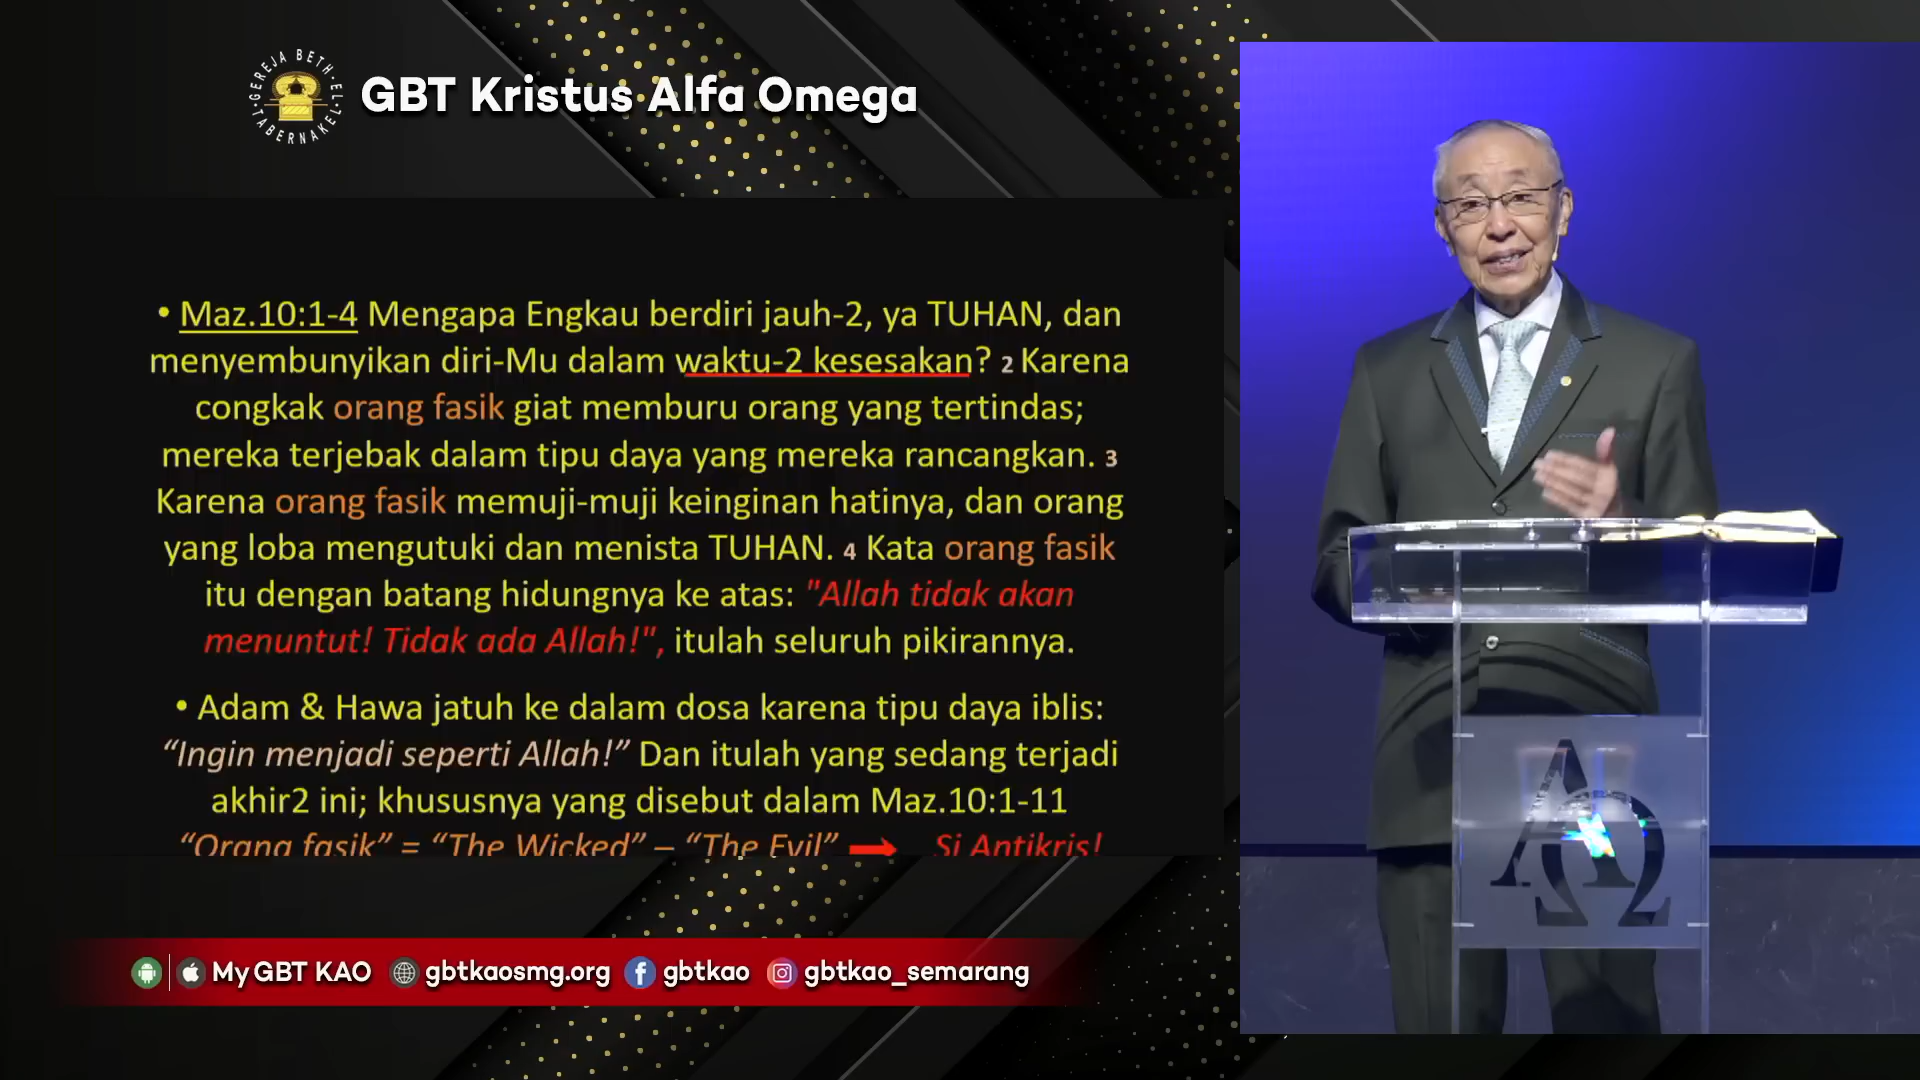 GEREJA BETH-EL TABERNAKEL
GBT Kristus Alfa Omega
• Maz.10:1-4 Mengapa Engkau berdiri jauh-2, ya TUHAN, dan
menyembunyikan diri-Mu dalam waktu-2 kesesakan? 2 Karena
congkak orang fasik giat memburu orang yang tertindas;
mereka terjebak dalam tipu daya yang mereka rancangkan. 3
Karena orang fasik memuji-muji keinginan hatinya, dan orang
yang loba mengutuki dan menista TUHAN. 4 Kata orang fasik
itu dengan batang hidungnya ke atas: "Allah tidak akan
menuntut! Tidak ada Allah!", itulah seluruh pikirannya.
• Adam & Hawa jatuh ke dalam dosa karena tipu daya iblis:
“Ingin menjadi seperti Allah!” Dan itulah yang sedang terjadi
akhir2 ini; khususnya yang disebut dalam Maz.10:1-11
“Orang fasik” = “The Wicked” – “The Evil” Si Antikris!
My GBT KAO gbtkaosmg.org gbtkao gbtkao_semarang
ΑΩ